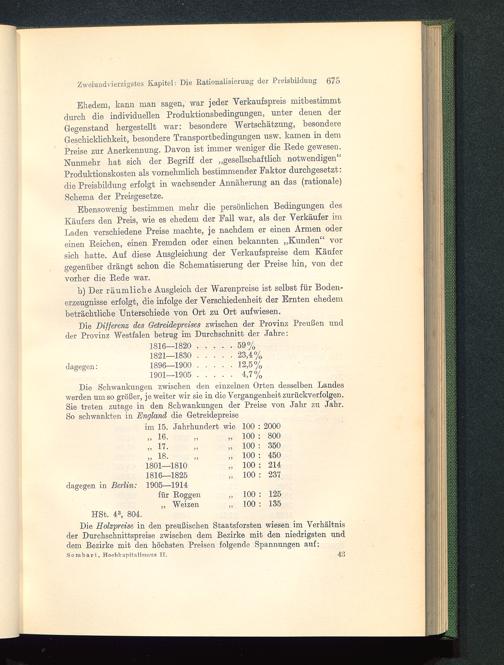 Zweiundvierzigstes Kapitel: Die Rationalisierung der Preisbildung 675
Ehedem, kann man sagen, war jeder Verkaufspreis mitbestimmt
durch die individuellen Produktionsbedingungen, unter denen der
Gegenstand hergestellt war: besondere Wertschätzung, besondere
Geschicklichkeit, besondere Transportbedingungen usw. kamen in dem
Preise zur Anerkennung. Davon ist immer weniger die Rede gewesen.
Nunmehr hat sich der Begriff der „gesellschaftlich notwendigen“
Produktionskosten als vornehmlich bestimmender Faktor durchgesetzt:
die Preisbildung erfolgt in wachsender Annäherung an das (rationale)
Schema der Preisgesetze.
Ebensowenig bestimmen mehr die persönlichen Bedingungen des
Käufers den Preis, wie es ehedem der Fall war, als der Verkäufer im
Laden verschiedene Preise machte, je nachdem er einen Armen oder
einen Reichen, einen Fremden oder einen bekannten „Kunden“ vor
sich hatte. Auf diese Ausgleichung der Verkaufspreise dem Käufer
gegenüber drängt schon die Schematisierung der Preise hin, von der
vorher die Rede war.
b) Der räumliche Ausgleich der Warenpreise ist selbst für Boden-
erzeugnisse erfolgt, die infolge der Verschiedenheit der Ernten ehedem
beträchtliche Unterschiede von Ort zu Ort aufwiesen.
Die Differenz des Getreidepreises zwischen der Provinz Preußen und
der Provinz Westfalen betrug im Durchschnitt der Jahre:
1816—1820 . . . . . 59%
1821—1830 . . . . . 23,4%
dagegen: 1896—1900 . . . . . 12,5%
1901—1905 . . . . . 4,7%
Die Schwankungen zwischen den einzelnen Orten desselben Landes
werden um so größer, je weiter wir sie in die Vergangenheit zurückverfolgen.
Sie treten zutage in den Schwankungen der Preise von Jahr zu Jahr.
So schwankten in England die Getreidepreise
im 15. Jahrhundert wie 100 : 2000
„ 16. „ „ 100 : 800
„ 17. „ „ 100 : 350
„ 18. „ „ 100 : 450
1801—1810 „ 100 : 214
1816—1825 „ 100 : 237
dagegen in Berlin: 1905—1914
für Roggen „ 100 : 125
„ Weizen „ 100 : 135
HSt. 4³, 804.
Die Holzpreise in den preußischen Staatsforsten wiesen im Verhältnis
der Durchschnittspreise zwischen dem Bezirke mit den niedrigsten und
dem Bezirke mit den höchsten Preisen folgende Spannungen auf:
Sombart, Hochkapitalismus II. 43